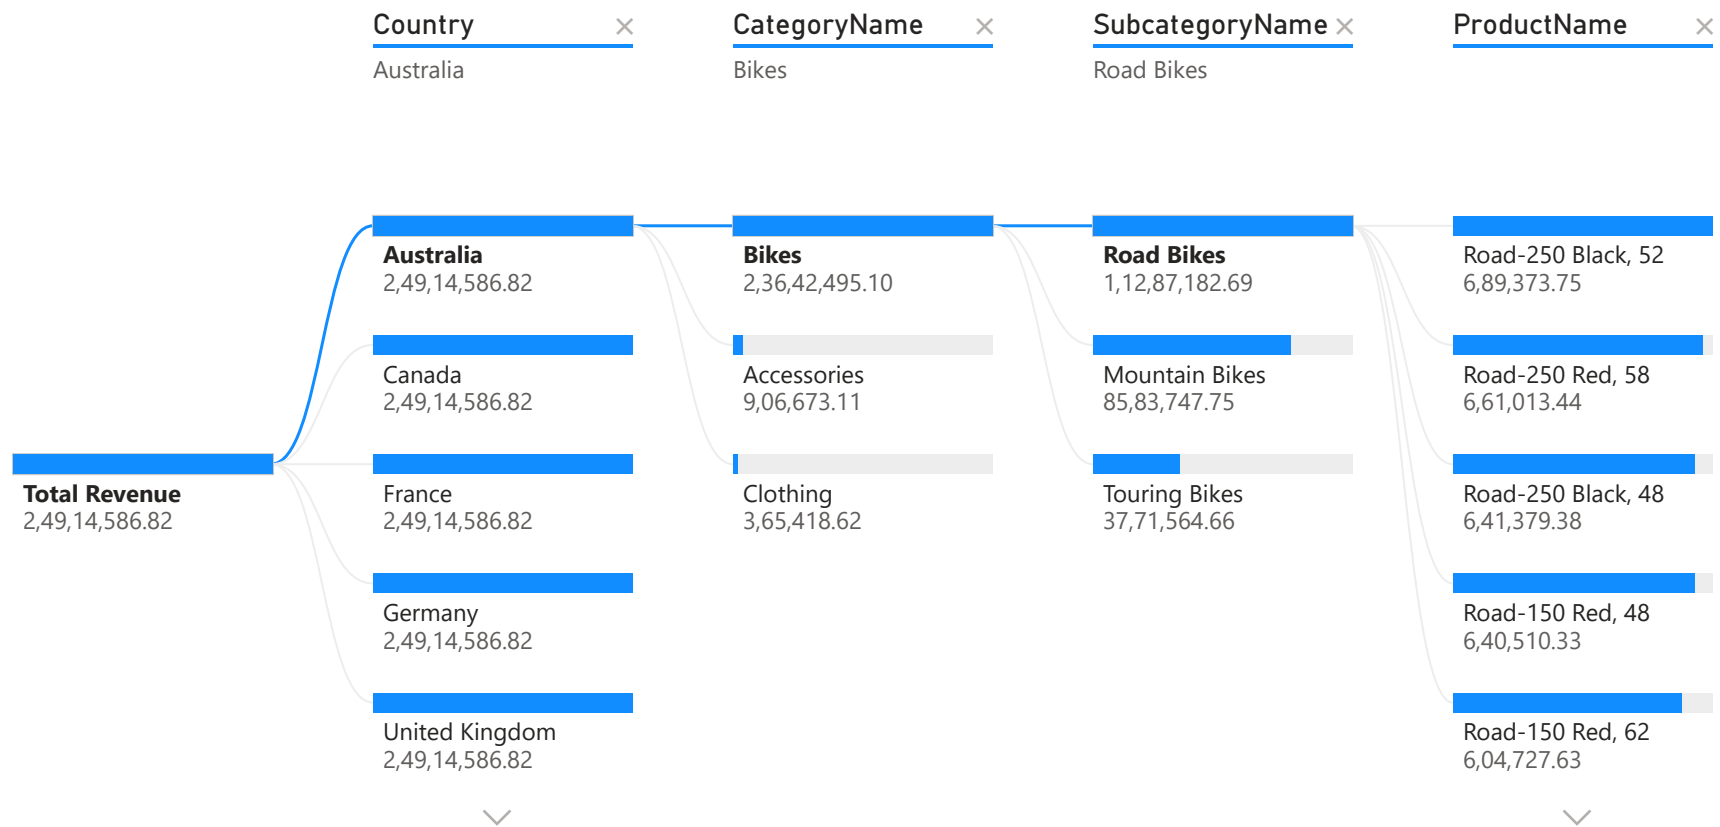 Country
Australia
CategoryName
Bikes
SubcategoryName
Road Bikes
ProductName
Total Revenue
2,49,14,586.82
Australia
2,49,14,586.82
Canada
2,49,14,586.82
France
2,49,14,586.82
Germany
2,49,14,586.82
United Kingdom
2,49,14,586.82
Bikes
2,36,42,495.10
Accessories
9,06,673.11
Clothing
3,65,418.62
Road Bikes
1,12,87,182.69
Mountain Bikes
85,83,747.75
Touring Bikes
37,71,564.66
Road-250 Black, 52
6,89,373.75
Road-250 Red, 58
6,61,013.44
Road-250 Black, 48
6,41,379.38
Road-150 Red, 48
6,40,510.33
Road-150 Red, 62
6,04,727.63